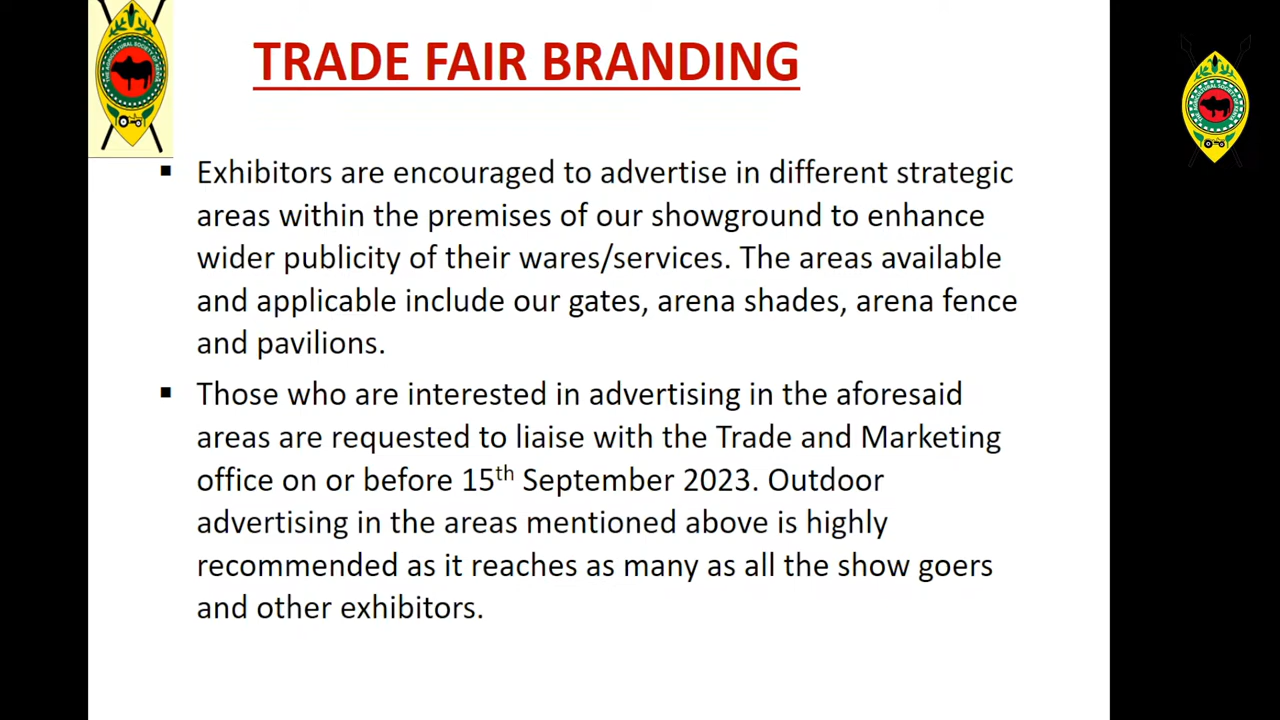 TRADE FAIR BRANDING
Exhibitors are encouraged to advertise in different strategic
areas within the premises of our showground to enhance
wider publicity of their wares/services. The areas available
and applicable include our gates, arena shades, arena fence
and pavilions.
Those who are interested in advertising in the aforesaid
areas are requested to liaise with the Trade and Marketing
office on or before 15th September 2023. Outdoor
advertising in the areas mentioned above is highly
recommended as it reaches as many as all the show goers
and other exhibitors.